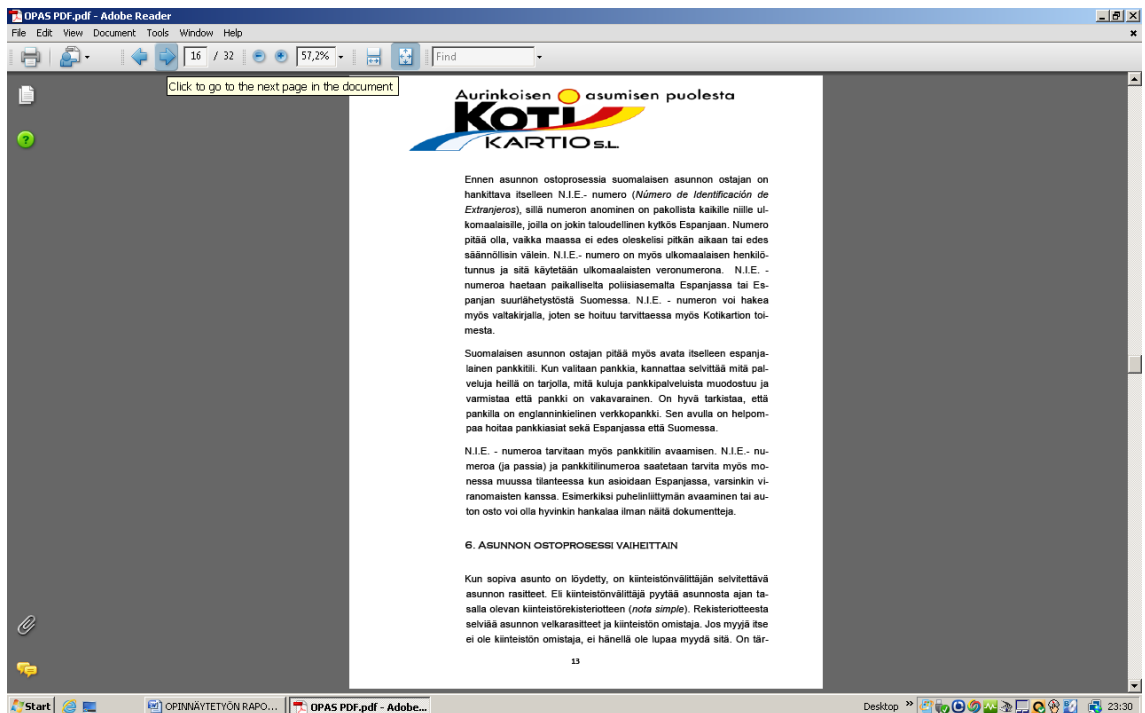 OPAS PDF.pdf - Adobe Reader
File Edit View Document Tools Window Help
16 / 32 57,2% Find
Click to go to the next page in the document
Aurinkoisen asumisen puolesta
KOTI
KARTIO S.L.
Ennen asunnon ostoprosessia suomalaisen asunnon ostajan on
hankittava itselleen N.I.E.- numero (Número de Identificación de
Extranjeros), sillä numeron anominen on pakollista kaikille niille ul-
komaalaisille, joilla on jokin taloudellinen kytkös Espanjaan. Numero
pitää olla, vaikka maassa ei edes oleskelisi pitkän aikaan tai edes
säännöllisin välein. N.I.E.- numero on myös ulkomaalaisen henkilö-
tunnus ja sitä käytetään ulkomaalaisten veronumerona. N.I.E. -
numeroa haetaan paikalliselta poliisiasemalta Espanjassa tai Es-
panjan suurlähetystöstä Suomessa. N.I.E. - numeron voi hakea
myös valtakirjalla, joten se hoituu tarvittaessa myös Kotikartion toi-
mesta.
Suomalaisen asunnon ostajan pitää myös avata itselleen espanja-
lainen pankkitili. Kun valitaan pankkia, kannattaa selvittää mitä pal-
veluja heillä on tarjolla, mitä kuluja pankkipalveluista muodostuu ja
varmistaa että pankki on vakavarainen. On hyvä tarkistaa, että
pankilla on englanninkielinen verkkopankki. Sen avulla on helpom-
paa hoitaa pankkiasiat sekä Espanjassa että Suomessa.
N.I.E. - numeroa tarvitaan myös pankkitilin avaamisen. N.I.E.- nu-
meroa (ja passia) ja pankkitilinumeroa saatetaan tarvita myös mo-
nessa muussa tilanteessa kun asioidaan Espanjassa, varsinkin vi-
ranomaisten kanssa. Esimerkiksi puhelinliittymän avaaminen tai au-
ton osto voi olla hyvinkin hankalaa ilman näitä dokumentteja.
6. ASUNNON OSTOPROSESSI VAIHEITTAIN
Kun sopiva asunto on löydetty, on kiinteistönvälittäjän selvitettävä
asunnon rasitteet. Eli kiinteistönvälittäjä pyytää asunnosta ajan ta-
salla olevan kiinteistörekisteriotteen (nota simple). Rekisteriotteesta
selviää asunnon velkarasitteet ja kiinteistön omistaja. Jos myyjä itse
ei ole kiinteistön omistaja, ei hänellä ole lupaa myydä sitä. On tär-
13
Start OPINNÄYTETYÖN RAPO... OPAS PDF.pdf - Adobe... Desktop » 23:30